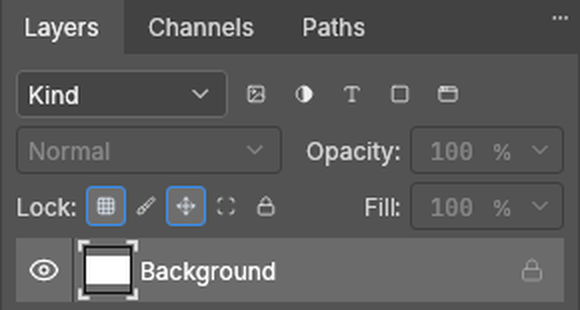 Layers Channels Paths
Kind
Normal Opacity: 100 %
Lock: Fill: 100 %
Background